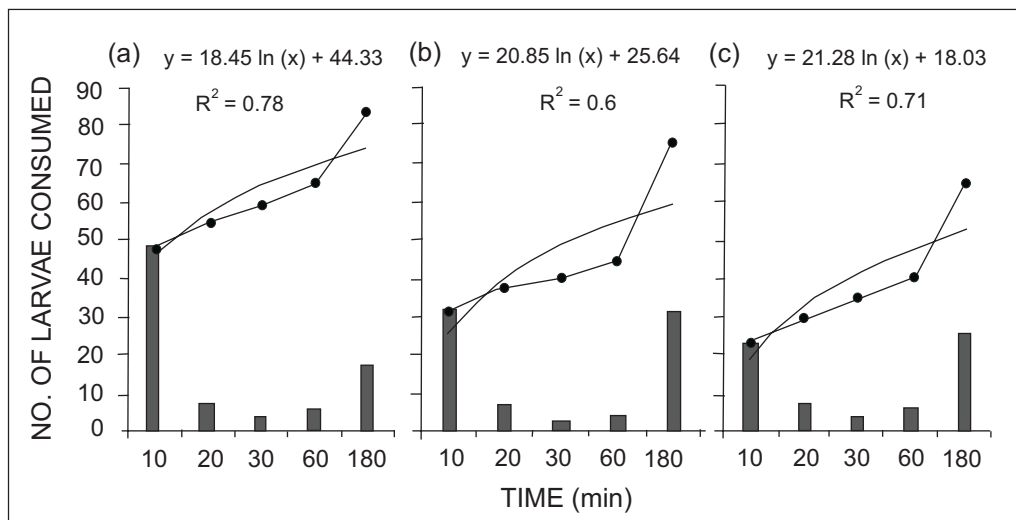 (a) y = 18.45 ln (x) + 44.33
R² = 0.78
(b) y = 20.85 ln (x) + 25.64
R² = 0.6
(c) y = 21.28 ln (x) + 18.03
R² = 0.71
NO. OF LARVAE CONSUMED
90
80
70
60
50
40
30
20
10
0
10 20 30 60 180
10 20 30 60 180
10 20 30 60 180
TIME (min)